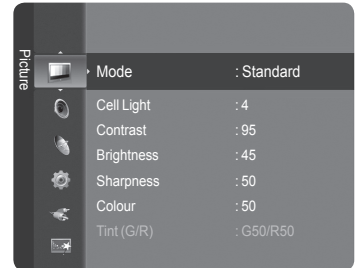 Picture
Mode : Standard
Cell Light : 4
Contrast : 95
Brightness : 45
Sharpness : 50
Colour : 50
Tint (G/R) : G50/R50